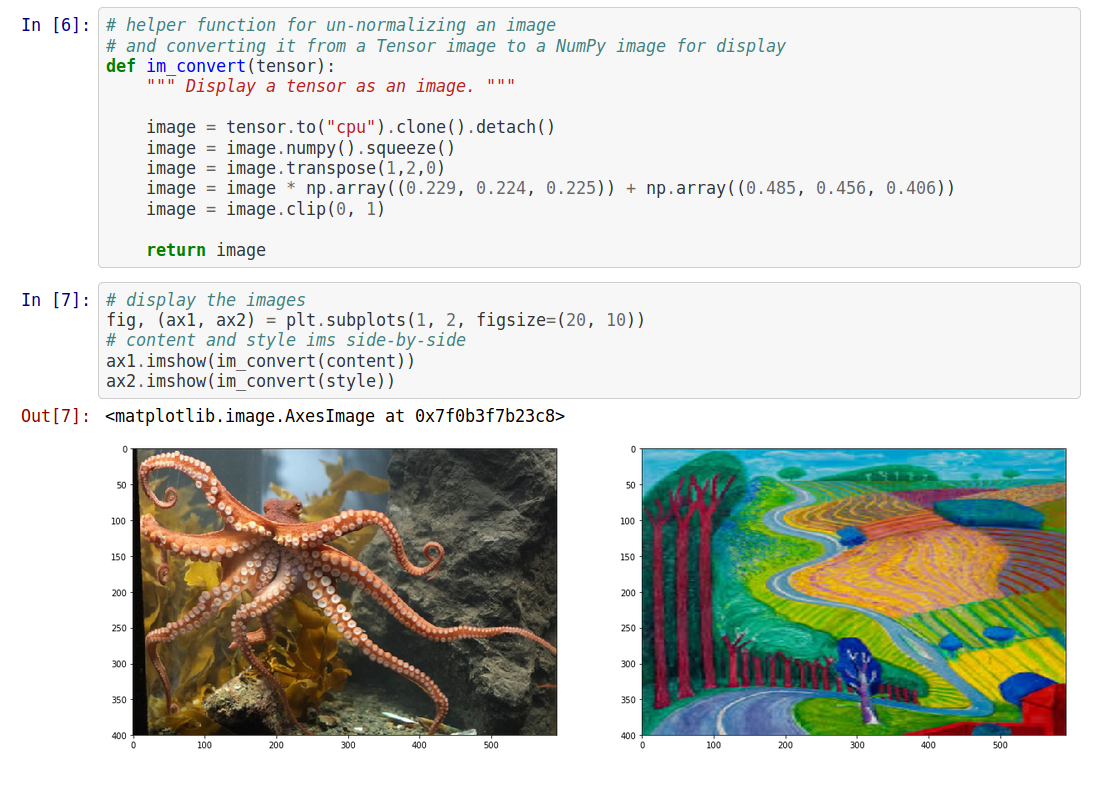 In [6]: # helper function for un-normalizing an image
# and converting it from a Tensor image to a NumPy image for display
def im_convert(tensor):
    """ Display a tensor as an image. """

    image = tensor.to("cpu").clone().detach()
    image = image.numpy().squeeze()
    image = image.transpose(1,2,0)
    image = image * np.array((0.229, 0.224, 0.225)) + np.array((0.485, 0.456, 0.406))
    image = image.clip(0, 1)

    return image
In [7]: # display the images
fig, (ax1, ax2) = plt.subplots(1, 2, figsize=(20, 10))
# content and style ims side-by-side
ax1.imshow(im_convert(content))
ax2.imshow(im_convert(style))
Out[7]: <matplotlib.image.AxesImage at 0x7f0b3f7b23c8>
0
50
100
150
200
250
300
350
400
0 100 200 300 400 500
0
50
100
150
200
250
300
350
400
0 100 200 300 400 500